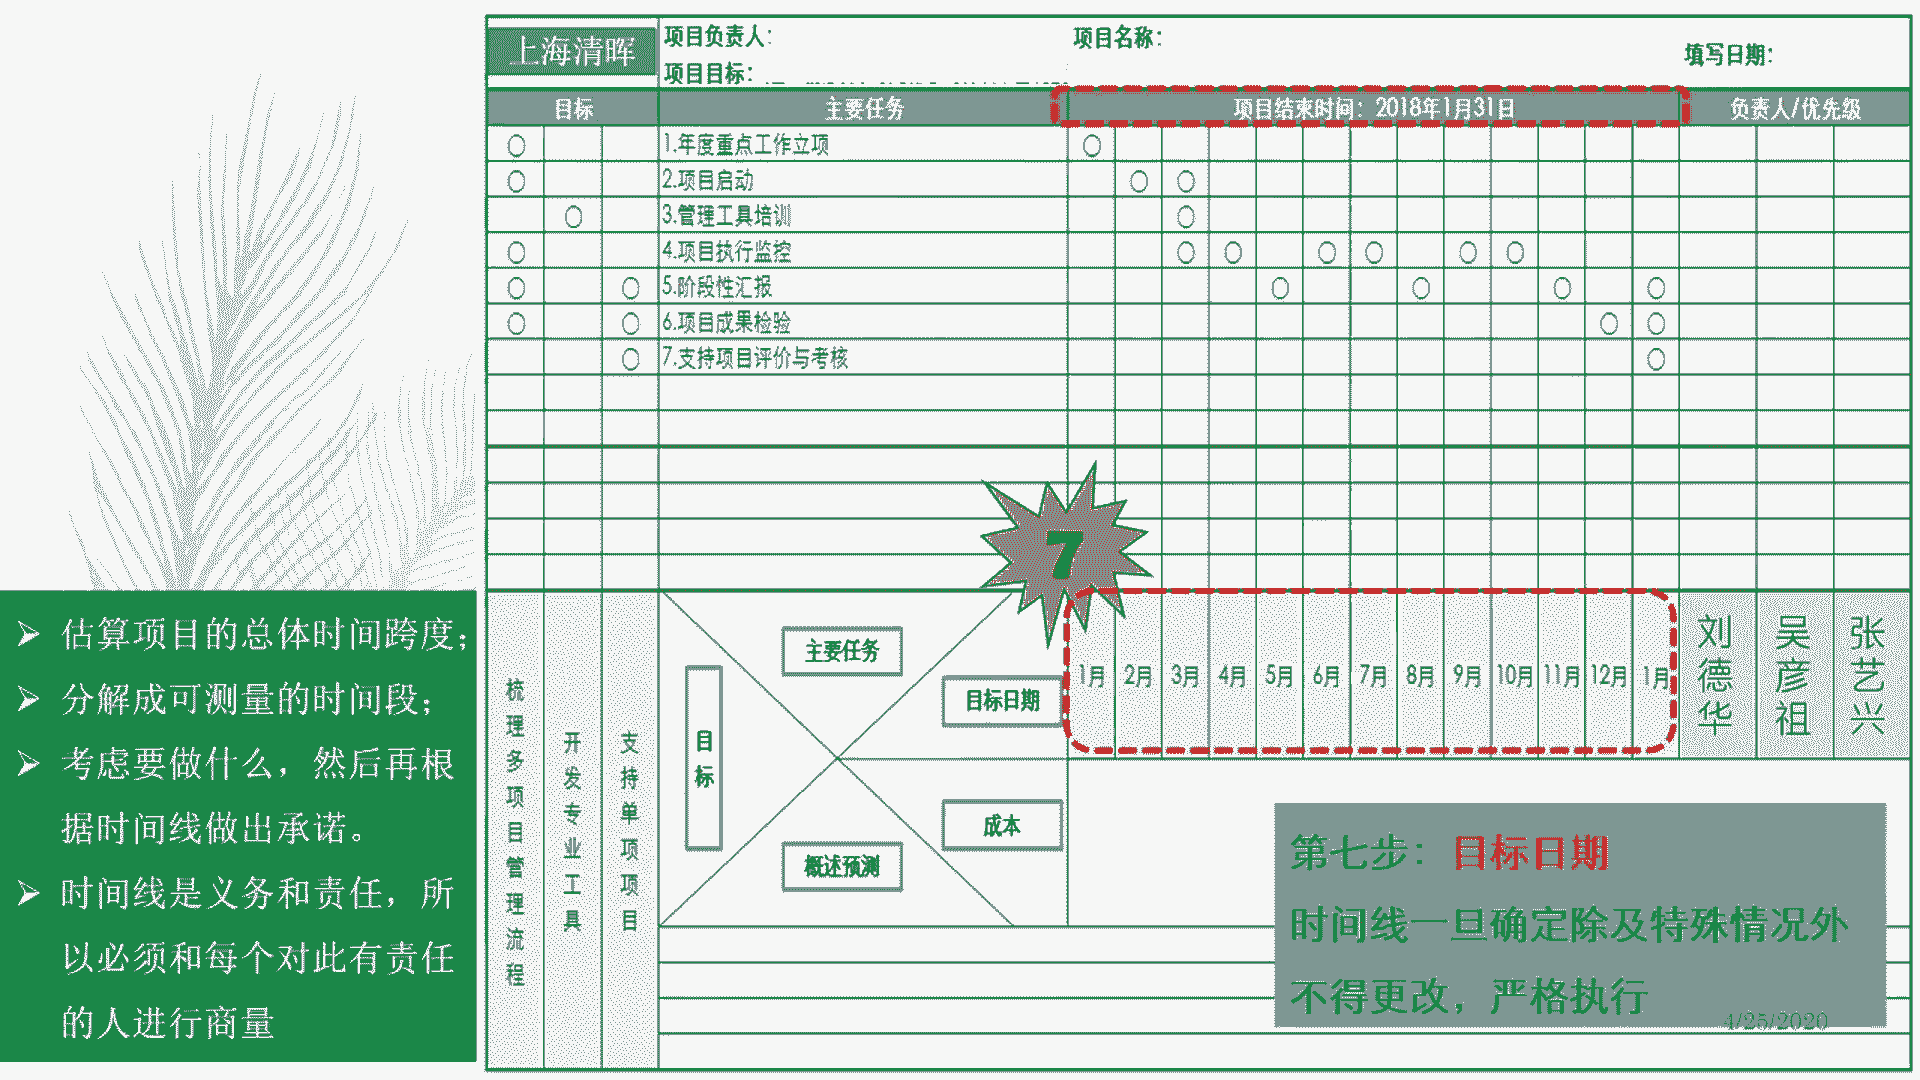 上海清晖
项目负责人：
项目名称：
填写日期：
项目目标：
目标
主要任务
项目结束时间：2018年1月31日
负责人/优先级
1.年度重点工作立项
2.项目启动
3.管理工具培训
4.项目执行监控
5.阶段性汇报
6.项目成果检验
7.支持项目评价与考核
7
梳理多项目管理流程
开发专业工具
支持单项项目
主要任务
目标
目标日期
成本
概述预测
1月 2月 3月 4月 5月 6月 7月 8月 9月 10月 11月 12月 1月
刘德华
吴彦祖
张艺兴
➢ 估算项目的总体时间跨度；
➢ 分解成可测量的时间段；
➢ 考虑要做什么，然后再根
据时间线做出承诺。
➢ 时间线是义务和责任，所
以必须和每个对此有责任
的人进行商量
第七步：目标日期
时间线一旦确定除及特殊情况外
不得更改，严格执行
4/25/2020